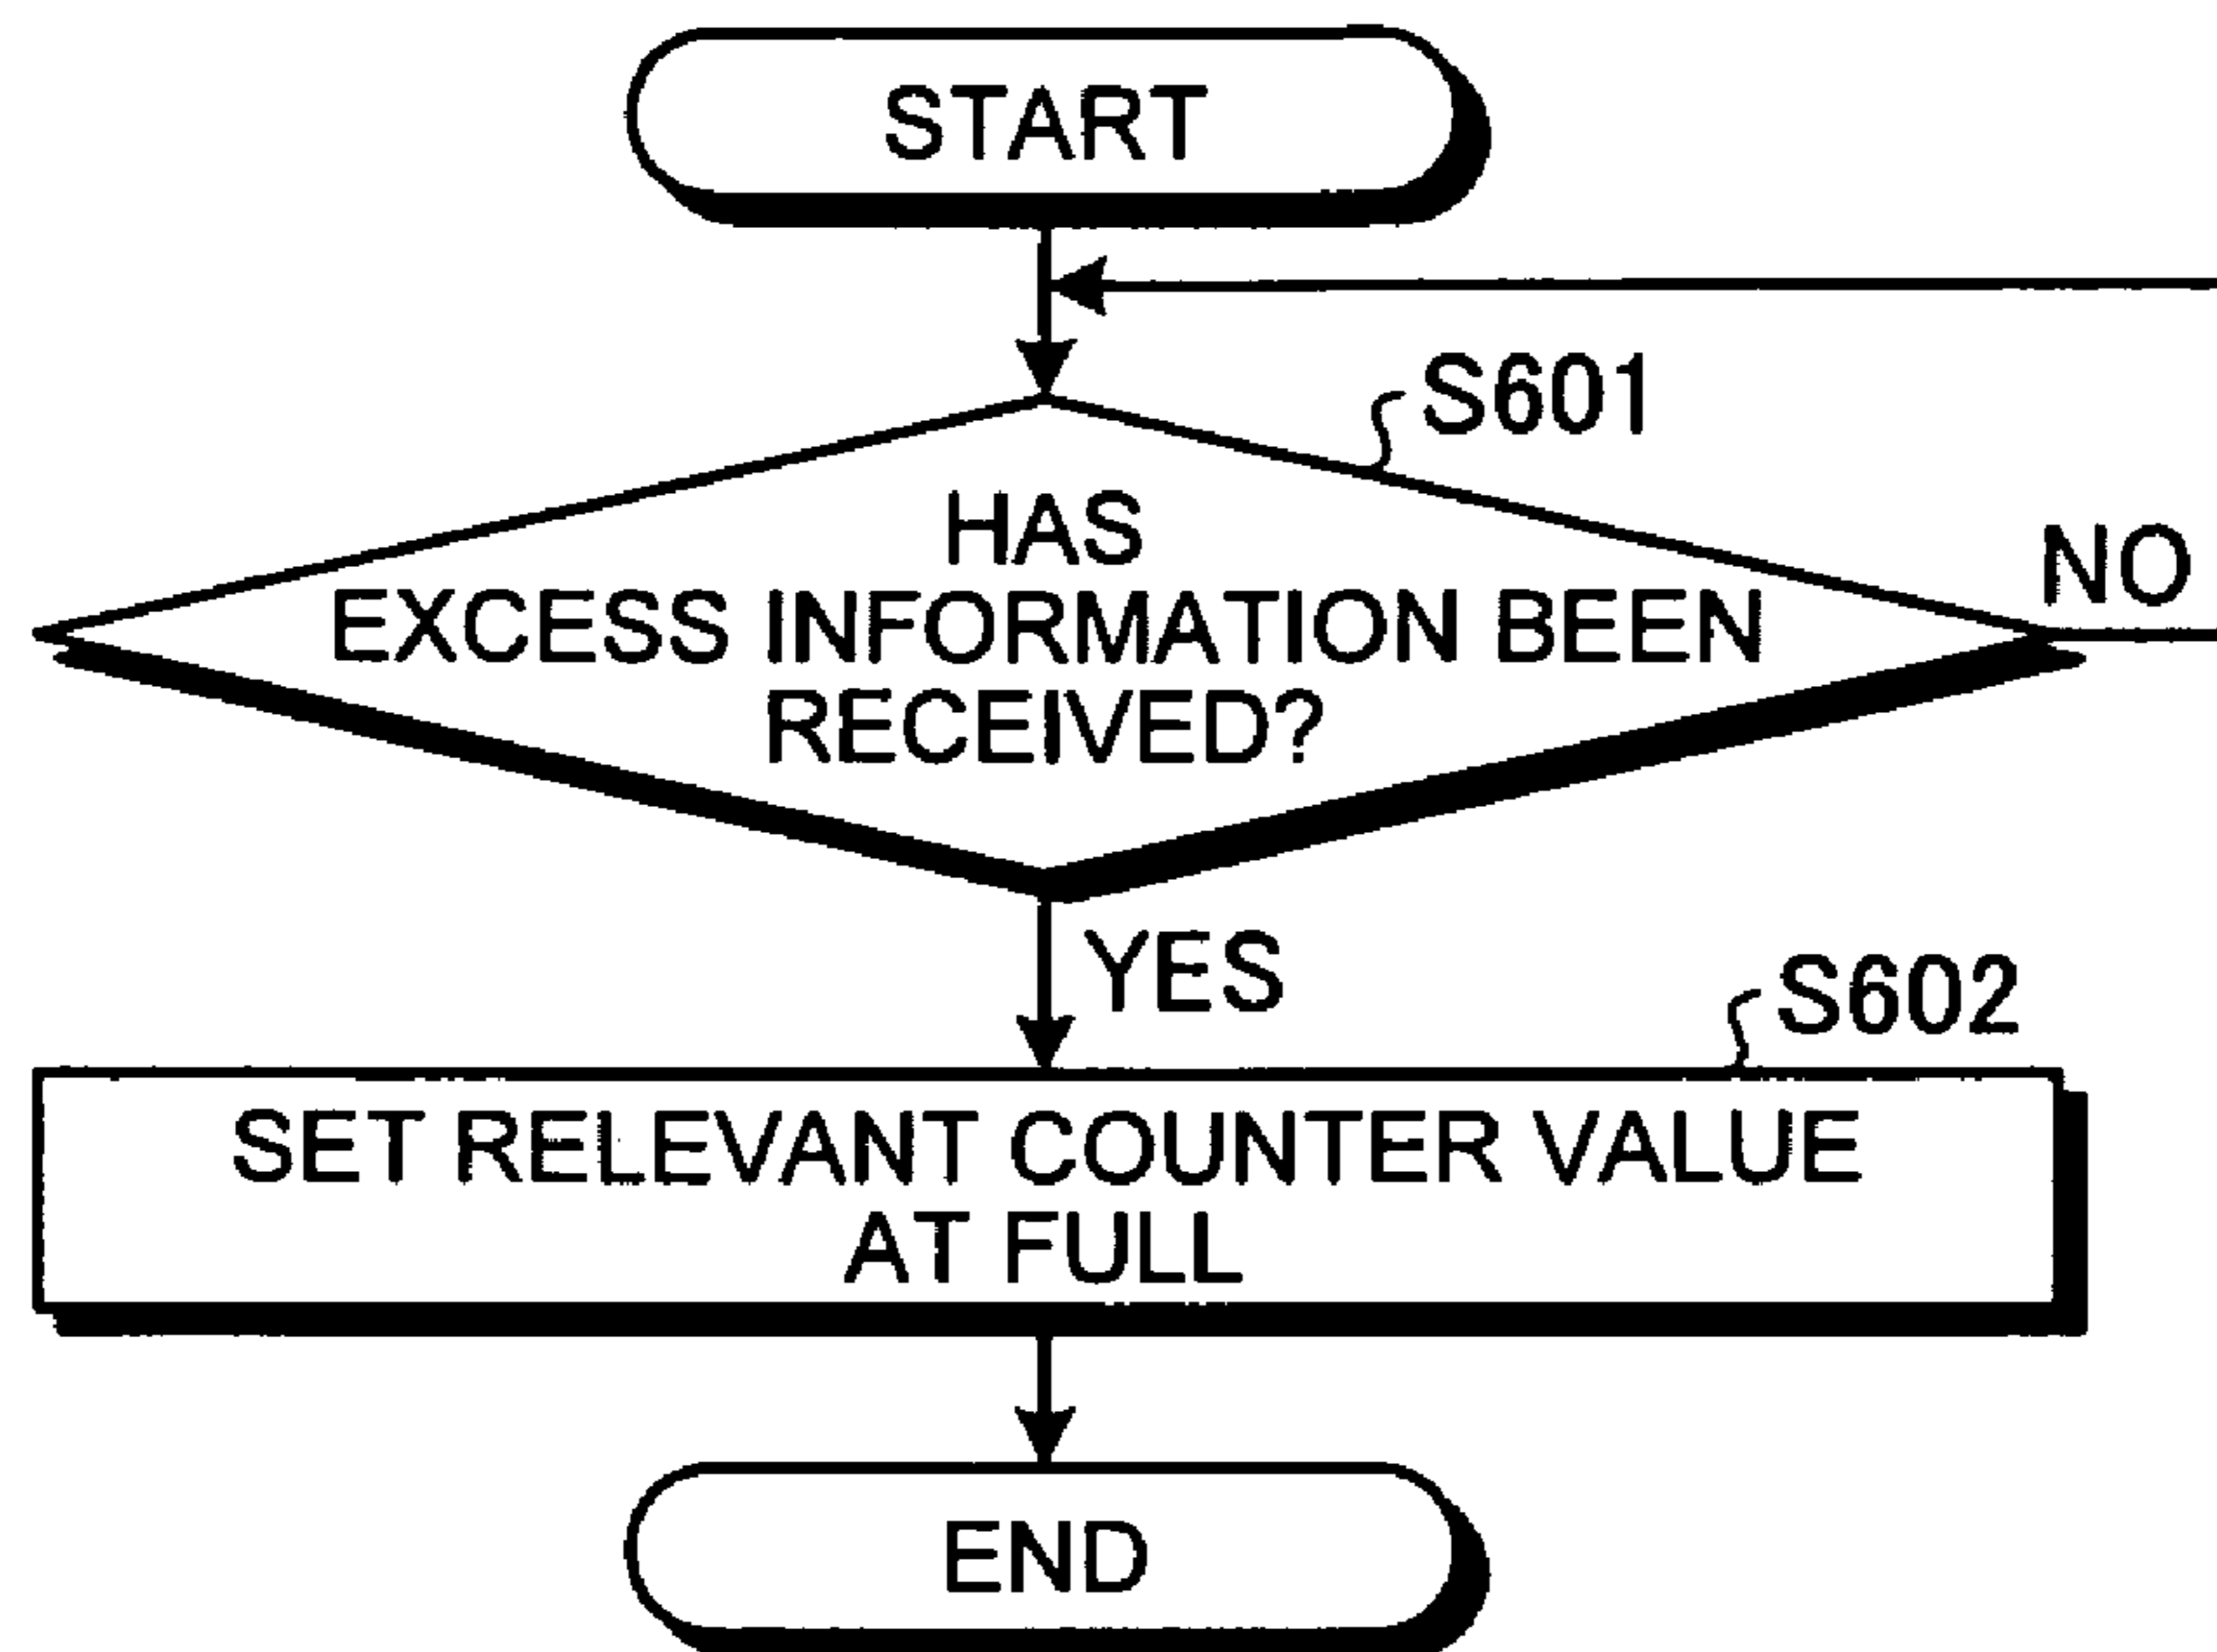 START
S601
HAS
EXCESS INFORMATION BEEN
RECEIVED?
NO
YES
S602
SET RELEVANT COUNTER VALUE
AT FULL
END